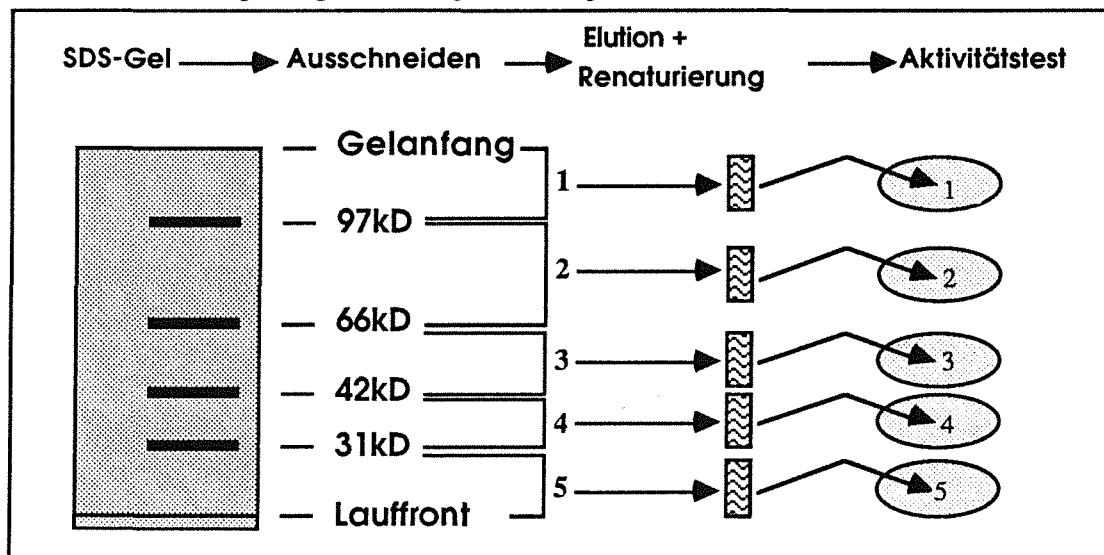 SDS-Gel Ausschneiden Elution + Renaturierung Aktivitätstest
Gelanfang
1 1
97kD
2 2
66kD
3 3
42kD
4 4
31kD
5 5
Lauffront